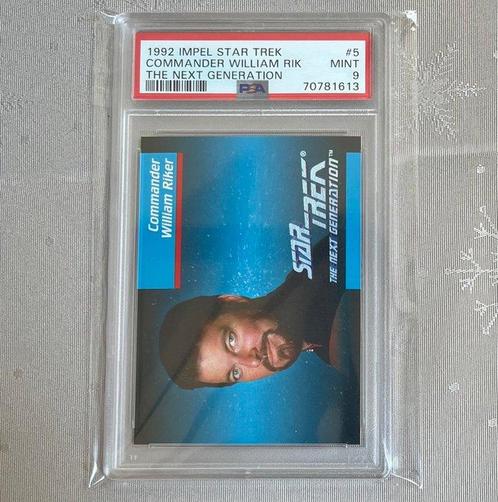 1992 IMPEL STAR TREK #5
COMMANDER WILLIAM RIK MINT
THE NEXT GENERATION 9
PSA 70781613
Commander
William Riker
STAR TREK®
THE NEXT GENERATION™